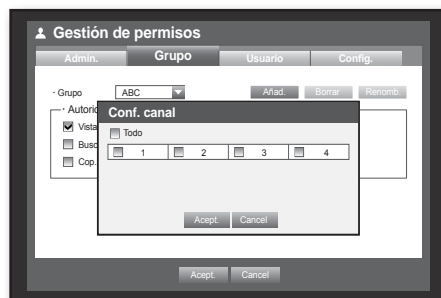 Gestión de permisos
Admin. Grupo Usuario Config.
· Grupo ABC Añad. Borrar Renomb.
· Autorid
Vista
Conf. canal
Busc
Todo
Cop.
1 2 3 4
Acept. Cancel
Acept. Cancel